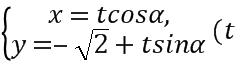 x = tcosα,
y =− √2 + tsinα (t